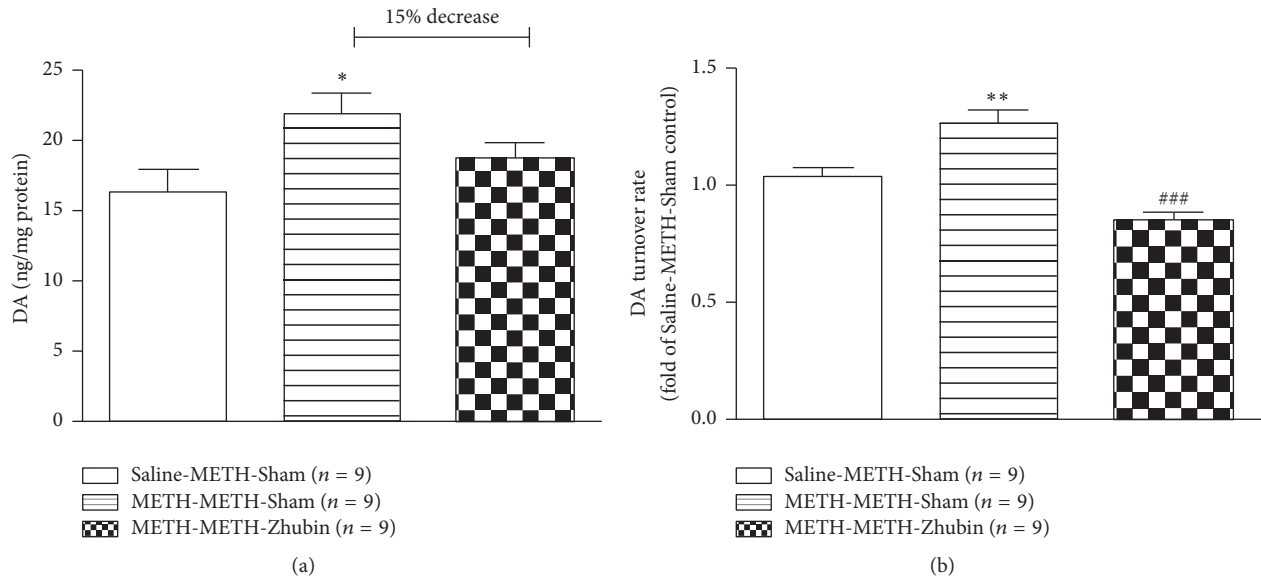 15% decrease
DA (ng/mg protein)
25
20
15
10
5
0
*
Saline-METH-Sham (n = 9)
METH-METH-Sham (n = 9)
METH-METH-Zhubin (n = 9)
(a)
DA turnover rate
(fold of Saline-METH-Sham control)
1.5
1.0
0.5
0.0
**
###
Saline-METH-Sham (n = 9)
METH-METH-Sham (n = 9)
METH-METH-Zhubin (n = 9)
(b)